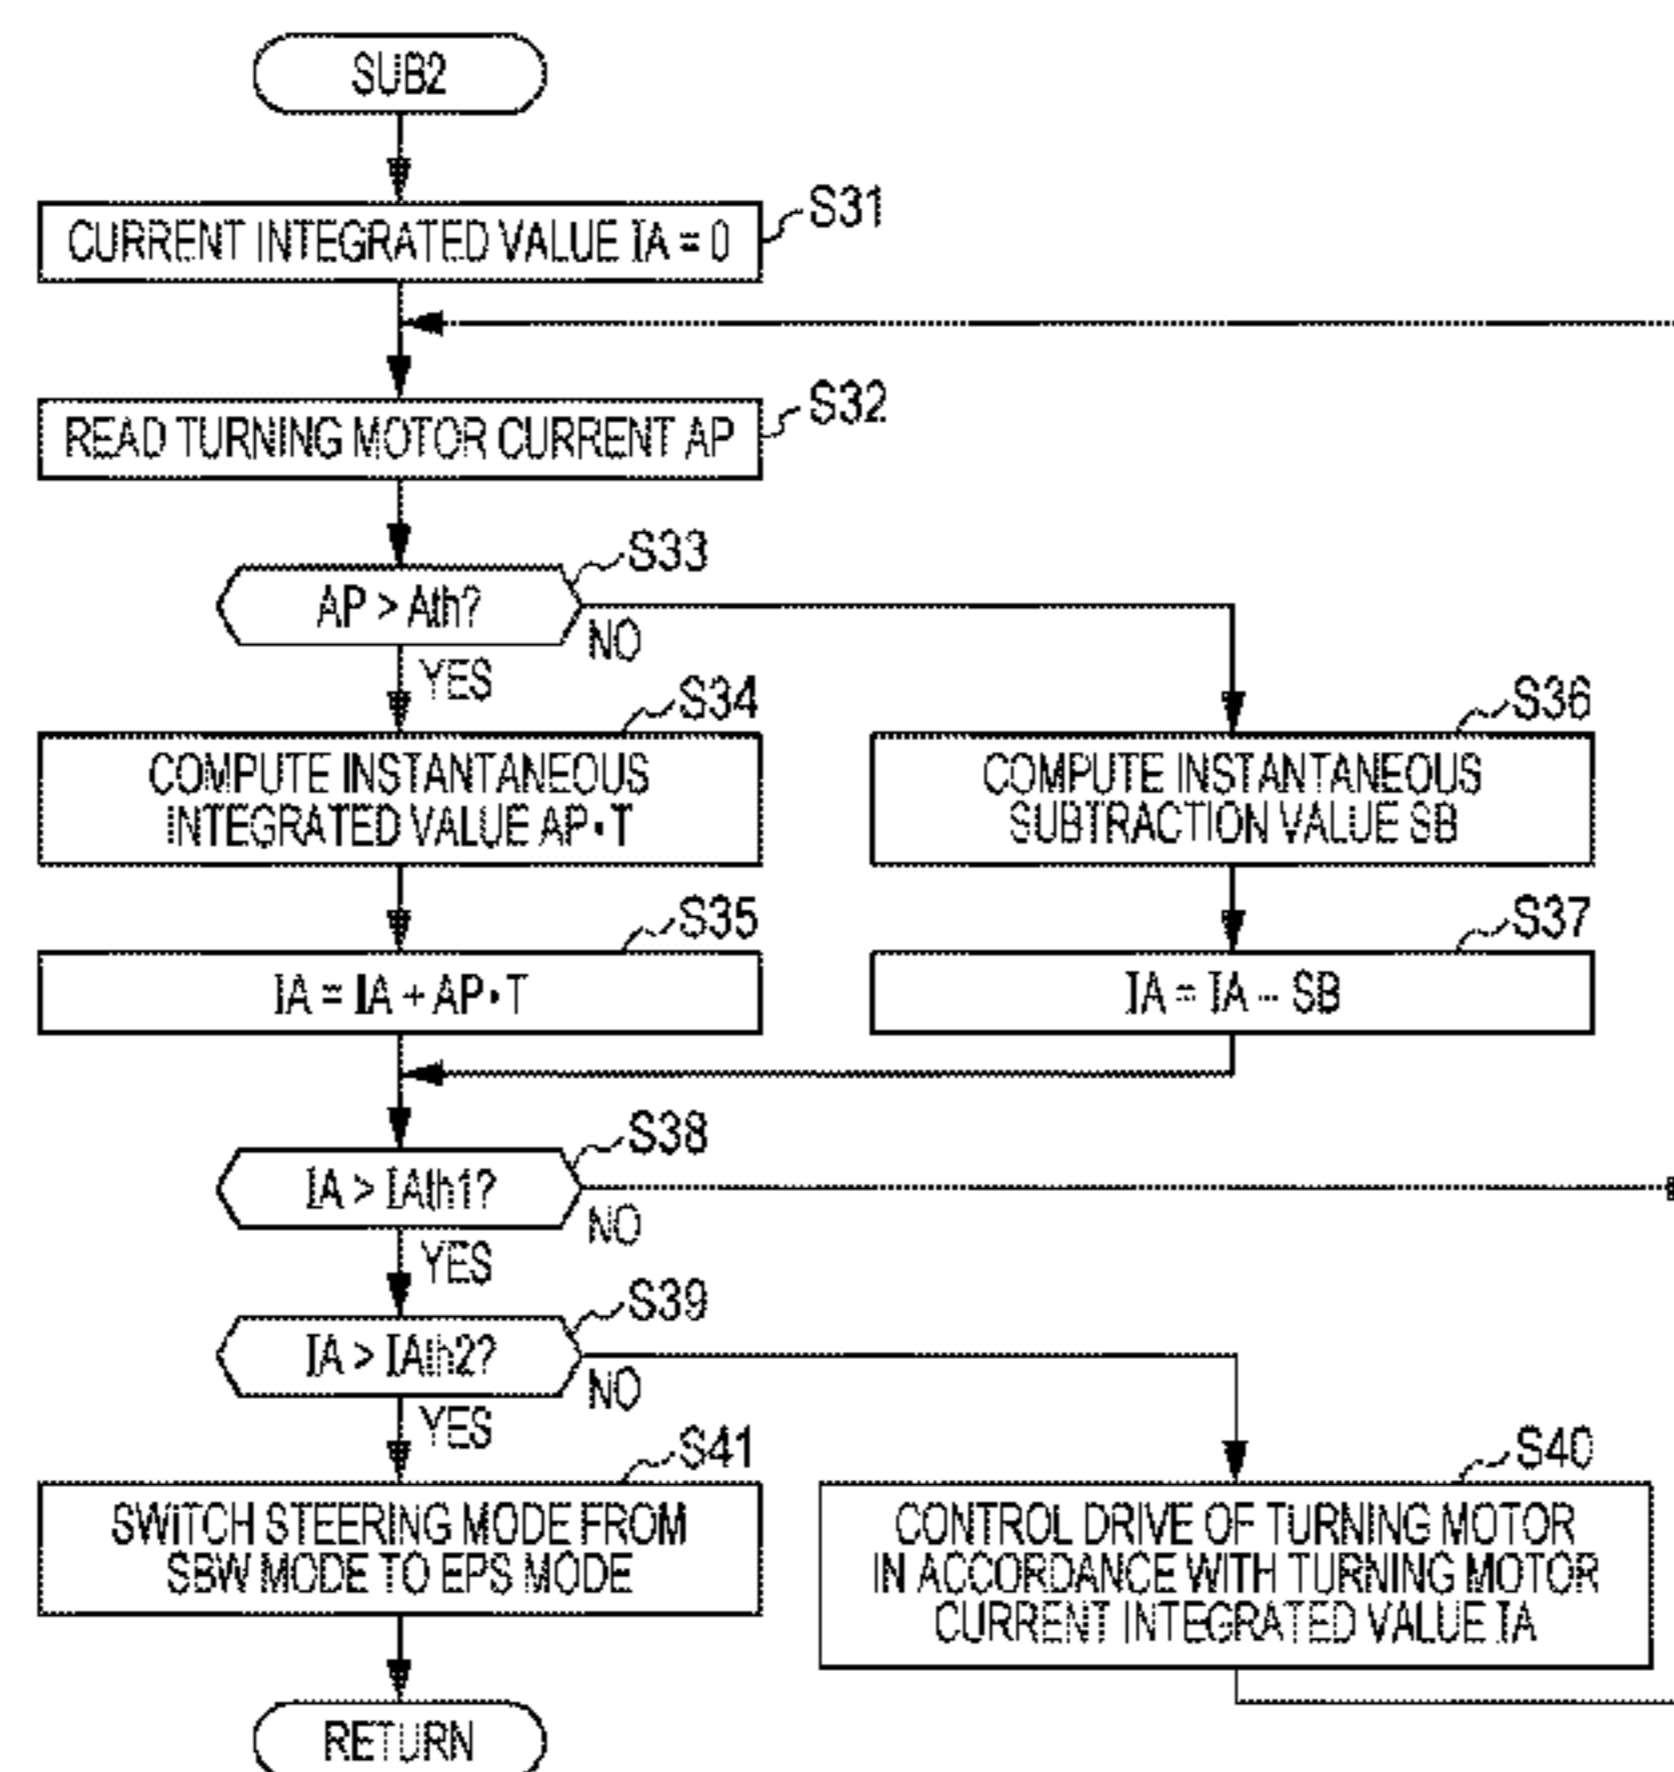 SUB2
S31
CURRENT INTEGRATED VALUE IA = 0
S32
READ TURNING MOTOR CURRENT AP
S33
AP > Ath?
NO
YES
S34
COMPUTE INSTANTANEOUS
INTEGRATED VALUE AP•T
S36
COMPUTE INSTANTANEOUS
SUBTRACTION VALUE SB
S35
IA = IA + AP•T
S37
IA = IA - SB
S38
IA > IAth1?
NO
YES
S39
IA > IAth2?
NO
YES
S41
SWITCH STEERING MODE FROM
SBW MODE TO EPS MODE
S40
CONTROL DRIVE OF TURNING MOTOR
IN ACCORDANCE WITH TURNING MOTOR
CURRENT INTEGRATED VALUE IA
RETURN